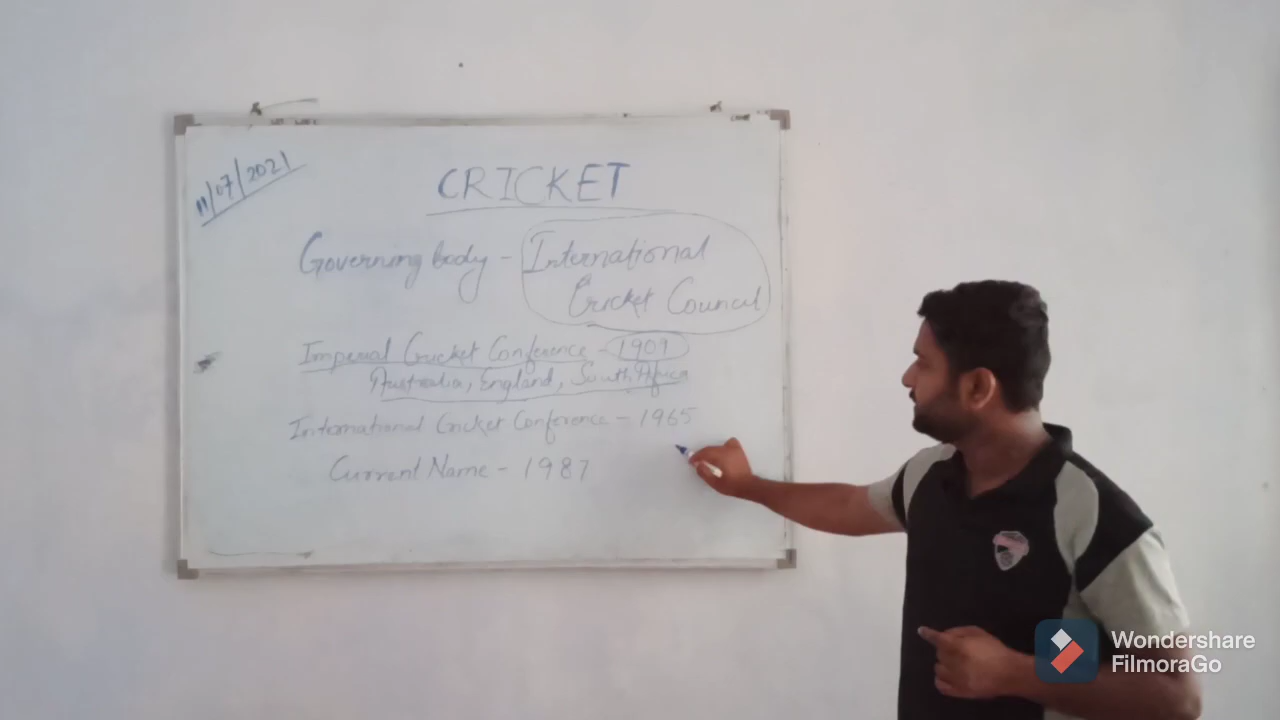 11/07/2021
CRICKET
Governing body - International
Cricket Council
Imperial Cricket Conference - 1909
Australia, England, South Africa
International Cricket Conference - 1965
Current Name - 1987
Wondershare
FilmoraGo